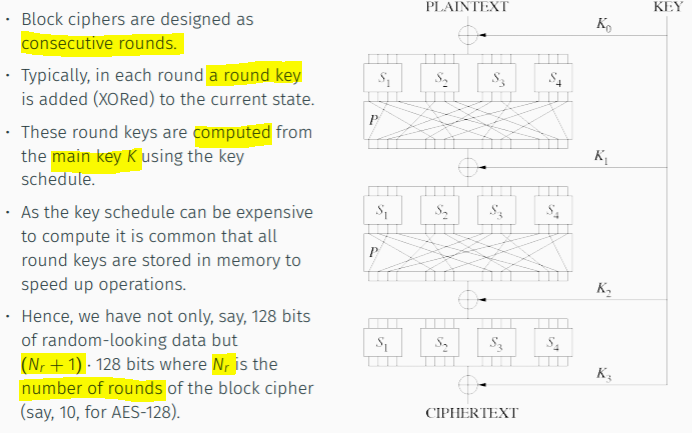 • Block ciphers are designed as
consecutive rounds.
• Typically, in each round a round key
is added (XORed) to the current state.
• These round keys are computed from
the main key K using the key
schedule.
• As the key schedule can be expensive
to compute it is common that all
round keys are stored in memory to
speed up operations.
• Hence, we have not only, say, 128 bits
of random-looking data but
(Nr + 1) · 128 bits where Nr is the
number of rounds of the block cipher
(say, 10, for AES-128).
PLAINTEXT KEY
K0
S1 S2 S3 S4
P
K1
S1 S2 S3 S4
P
K2
S1 S2 S3 S4
K3
CIPHERTEXT